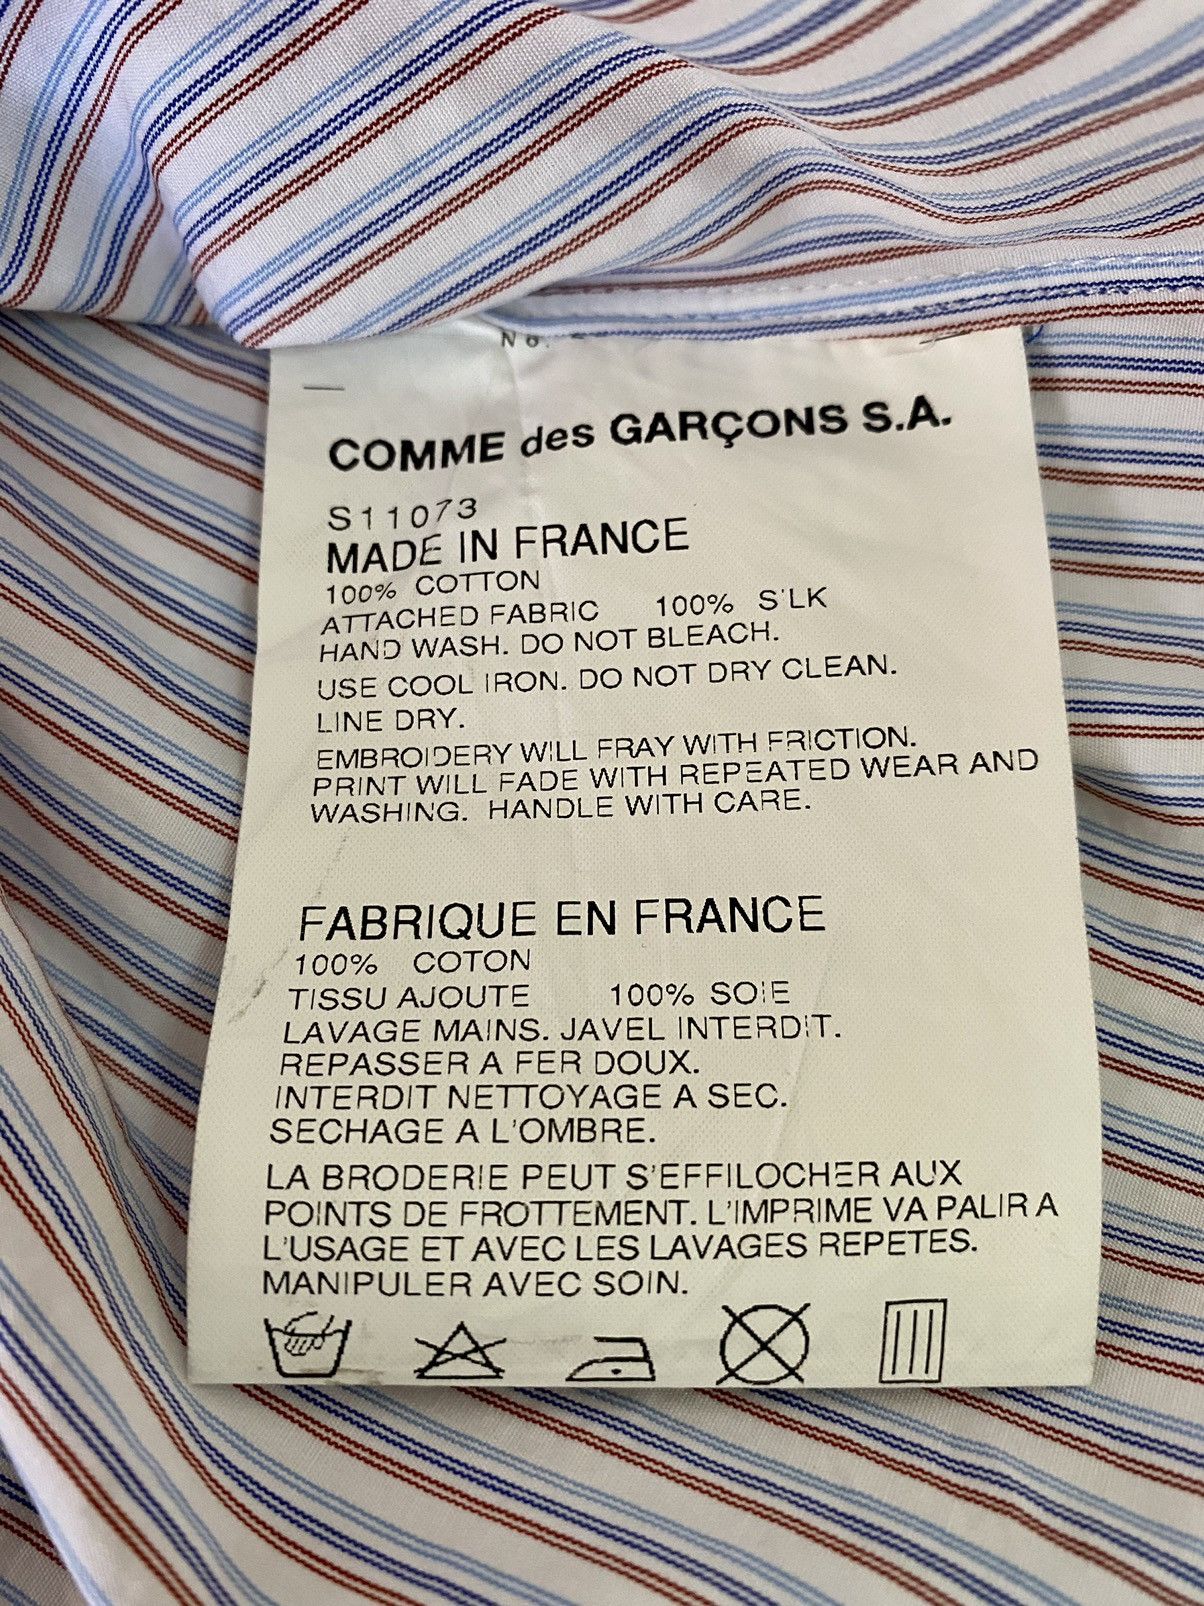 No.
COMME des GARÇONS S.A.
S11073
MADE IN FRANCE
100% COTTON
ATTACHED FABRIC 100% S'LK
HAND WASH. DO NOT BLEACH.
USE COOL IRON. DO NOT DRY CLEAN.
LINE DRY.
EMBROIDERY WILL FRAY WITH FRICTION.
PRINT WILL FADE WITH REPEATED WEAR AND
WASHING. HANDLE WITH CARE.
FABRIQUE EN FRANCE
100% COTON
TISSU AJOUTE 100% SOIE
LAVAGE MAINS. JAVEL INTERDIT.
REPASSER A FER DOUX.
INTERDIT NETTOYAGE A SEC.
SECHAGE A L'OMBRE.
LA BRODERIE PEUT S'EFFILOCHER AUX
POINTS DE FROTTEMENT. L'IMPRIME VA PALIR A
L'USAGE ET AVEC LES LAVAGES REPETES.
MANIPULER AVEC SOIN.